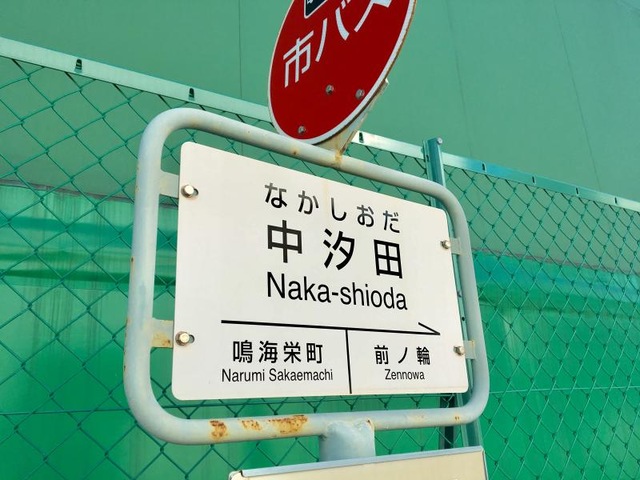 市バス
なかしおだ
中汐田
Naka-shioda
鳴海栄町
Narumi Sakaemachi
前ノ輪
Zennowa